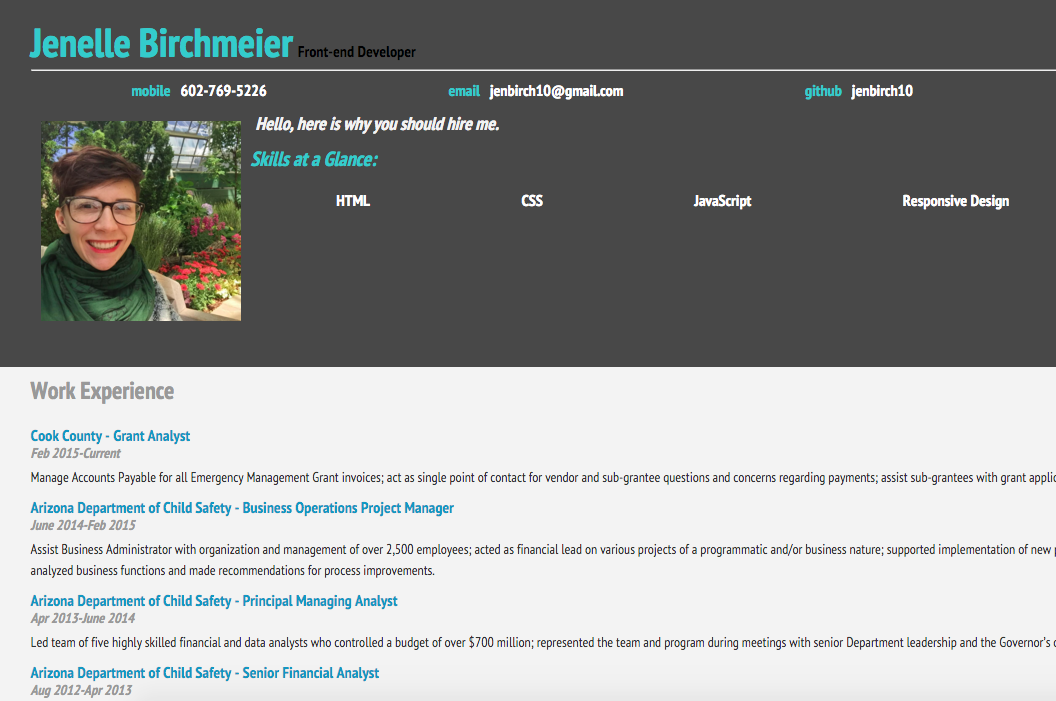 Jenelle Birchmeier Front-end Developer
mobile 602-769-5226 email jenbirch10@gmail.com github jenbirch10
Hello, here is why you should hire me.
Skills at a Glance:
HTML CSS JavaScript Responsive Design
Work Experience
Cook County - Grant Analyst
Feb 2015-Current
Manage Accounts Payable for all Emergency Management Grant invoices; act as single point of contact for vendor and sub-grantee questions and concerns regarding payments; assist sub-grantees with grant
Arizona Department of Child Safety - Business Operations Project Manager
June 2014-Feb 2015
Assist Business Administrator with organization and management of over 2,500 employees; acted as financial lead on various projects of a programmatic and/or business nature; supported implementation of new
analyzed business functions and made recommendations for process improvements.
Arizona Department of Child Safety - Principal Managing Analyst
Apr 2013-June 2014
Led team of five highly skilled financial and data analysts who controlled a budget of over $700 million; represented the team and program during meetings with senior Department leadership and the Governor's
Arizona Department of Child Safety - Senior Financial Analyst
Aug 2012-Apr 2013